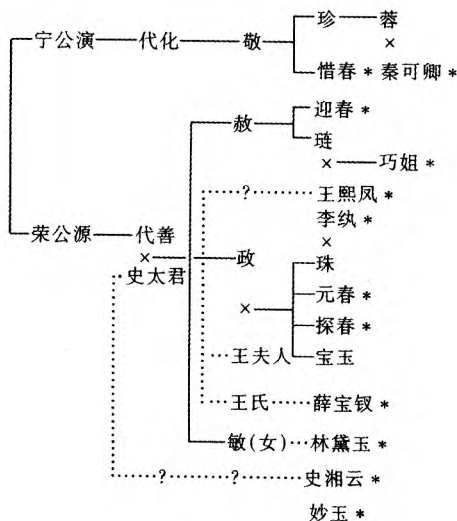 珍 蓉
宁公演 代化 敬 ×
惜春* 秦可卿*
迎春*
赦
琏
× 巧姐*
? 王熙凤*
李纨*
荣公源 代善 ×
× 政
史太君 珠
元春*
×
探春*
王夫人 宝玉
王氏 薛宝钗*
敏(女) 林黛玉*
? ? 史湘云*
妙玉*